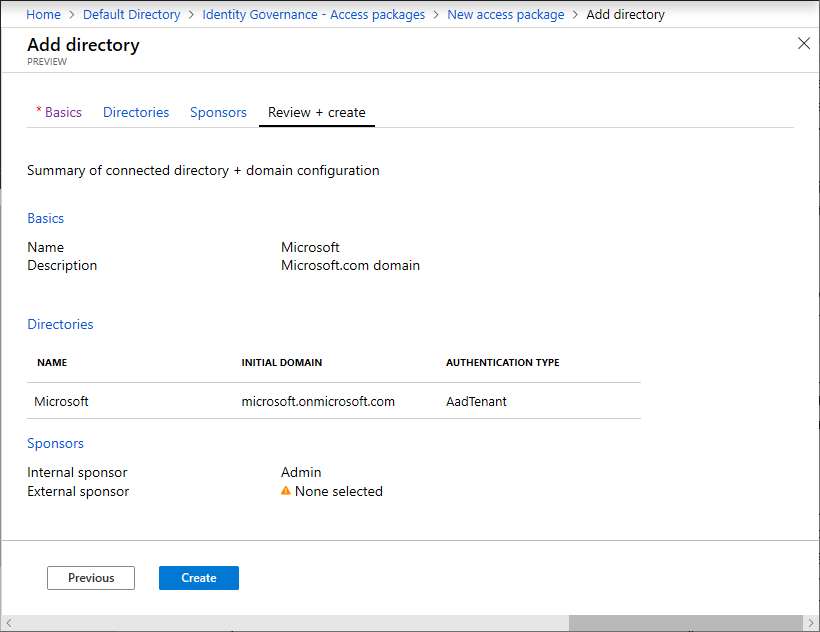 Home > Default Directory > Identity Governance - Access packages > New access package > Add directory
Add directory
PREVIEW
* Basics Directories Sponsors Review + create
Summary of connected directory + domain configuration
Basics
Name Microsoft
Description Microsoft.com domain
Directories
NAME INITIAL DOMAIN AUTHENTICATION TYPE
Microsoft microsoft.onmicrosoft.com AadTenant
Sponsors
Internal sponsor Admin
External sponsor None selected
Previous Create